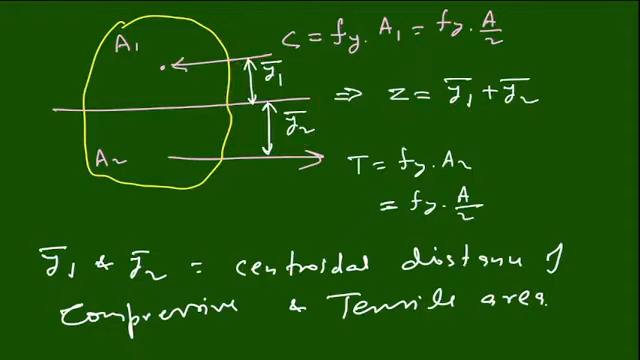 A₁
C = fy. A₁ = fy. A/2
ȳ₁
⇒ Z = ȳ₁ + ȳ₂
ȳ₂
A₂
T = fy. A₂
= fy. A/2
ȳ₁ & ȳ₂ = centroidal distance of
Compressive & Tensile area